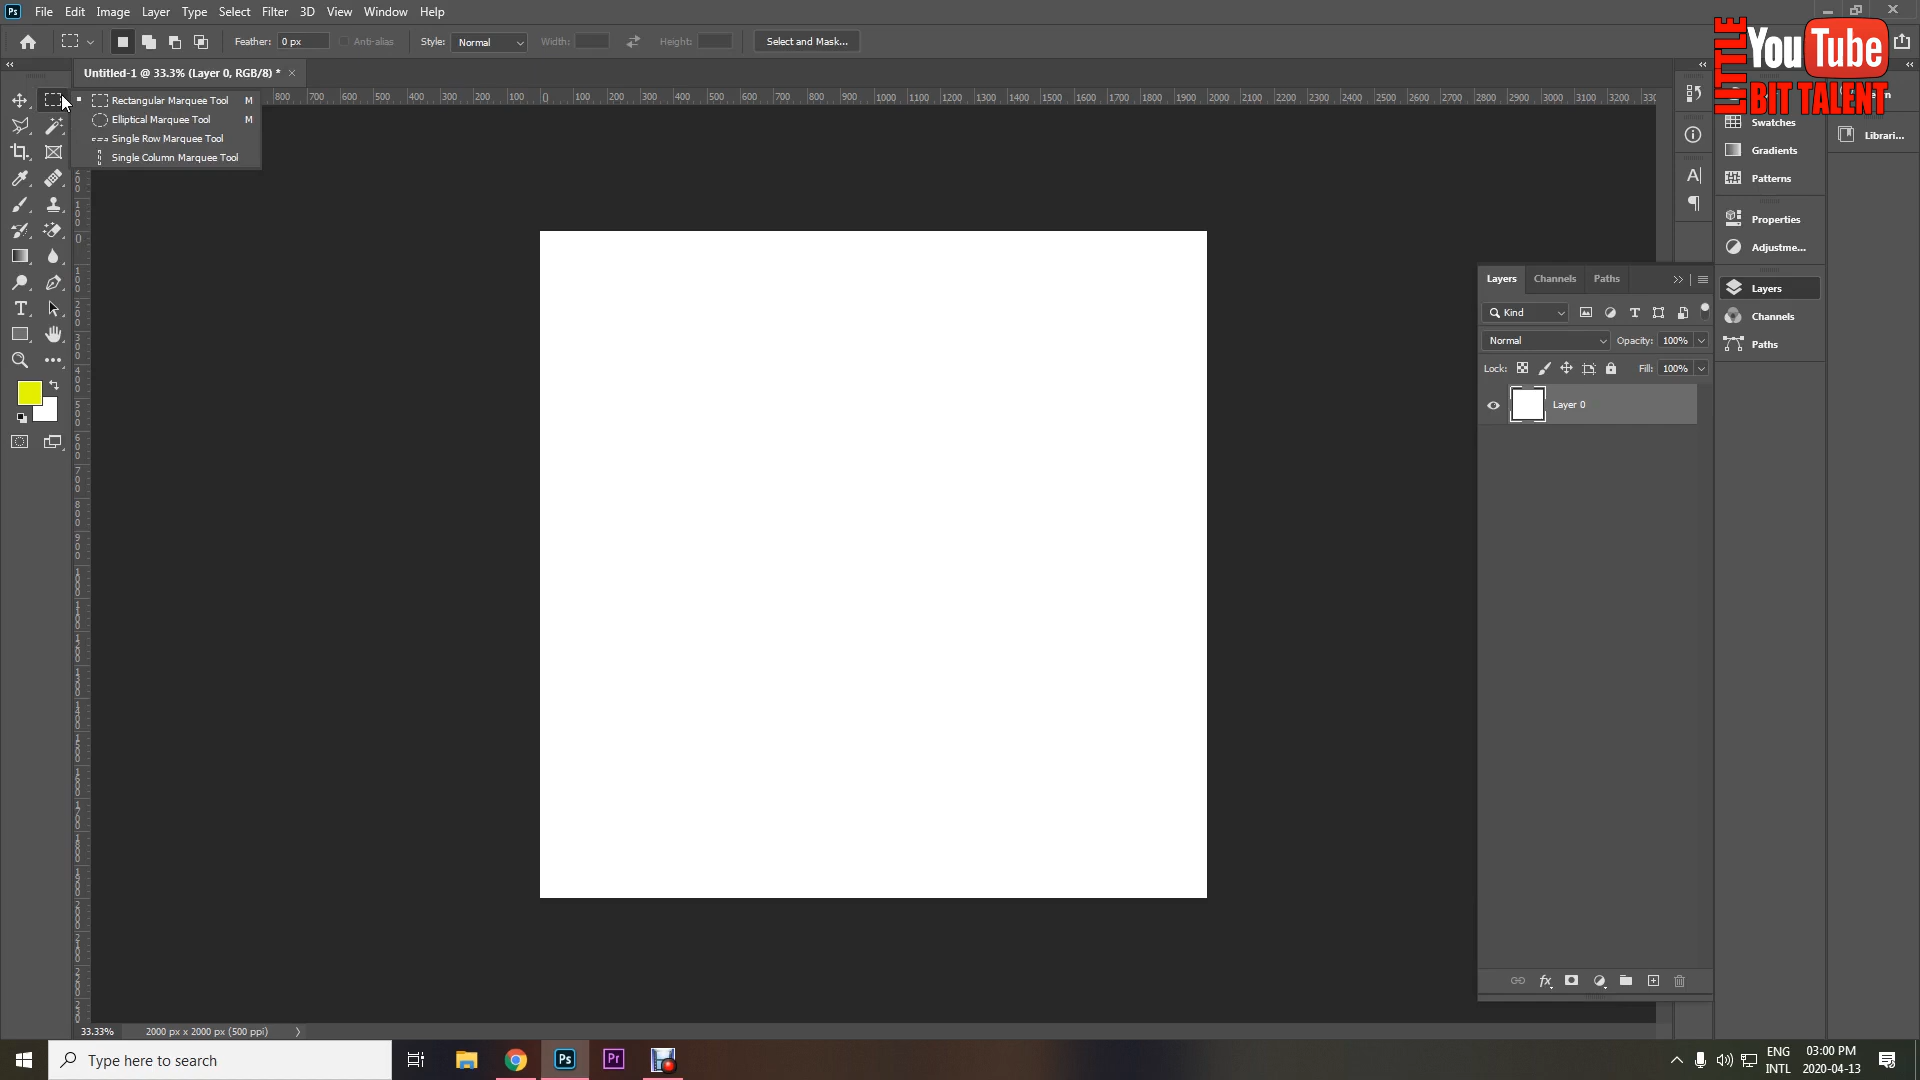 Ps File Edit Image Layer Type Select Filter 3D View Window Help
Feather: 0 px Anti-alias Style: Normal Width: Height: Select and Mask...
LITTLE
YouTube
BIT TALENT
Untitled-1 @ 33.3% (Layer 0, RGB/8) * ×
Rectangular Marquee Tool M
Elliptical Marquee Tool M
Single Row Marquee Tool
Single Column Marquee Tool
800 700 600 500 400 300 200 100 0 100 200 300 400 500 600 700 800 900 1000 1100 1200 1300 1400 1500 1600 1700 1800 1900 2000 2100 2200 2300 2400 2500 2600 2700 2800 2900 3000 3100 3200
Swatches
Librari...
Gradients
Patterns
Properties
Adjustme...
Layers
Channels
Paths
Layers Channels Paths
Kind
Normal Opacity: 100%
Lock: Fill: 100%
Layer 0
fx
33.33% 2000 px x 2000 px (500 ppi)
Type here to search
Ps
Pr
ENG
INTL
03:00 PM
2020-04-13